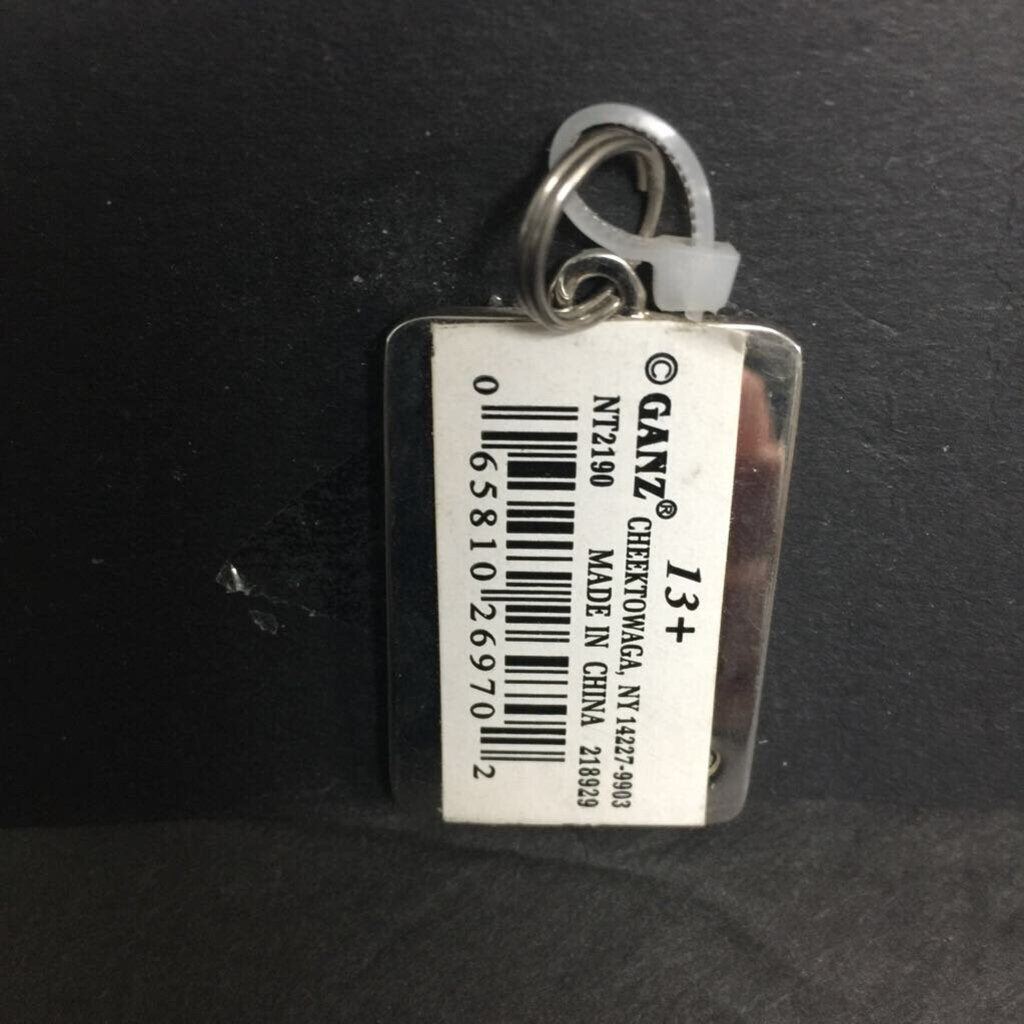 13+
© GANZ® CHEEKTOWAGA, NY 14227-9903
NT2190 MADE IN CHINA 218929
0 65810 26970 2